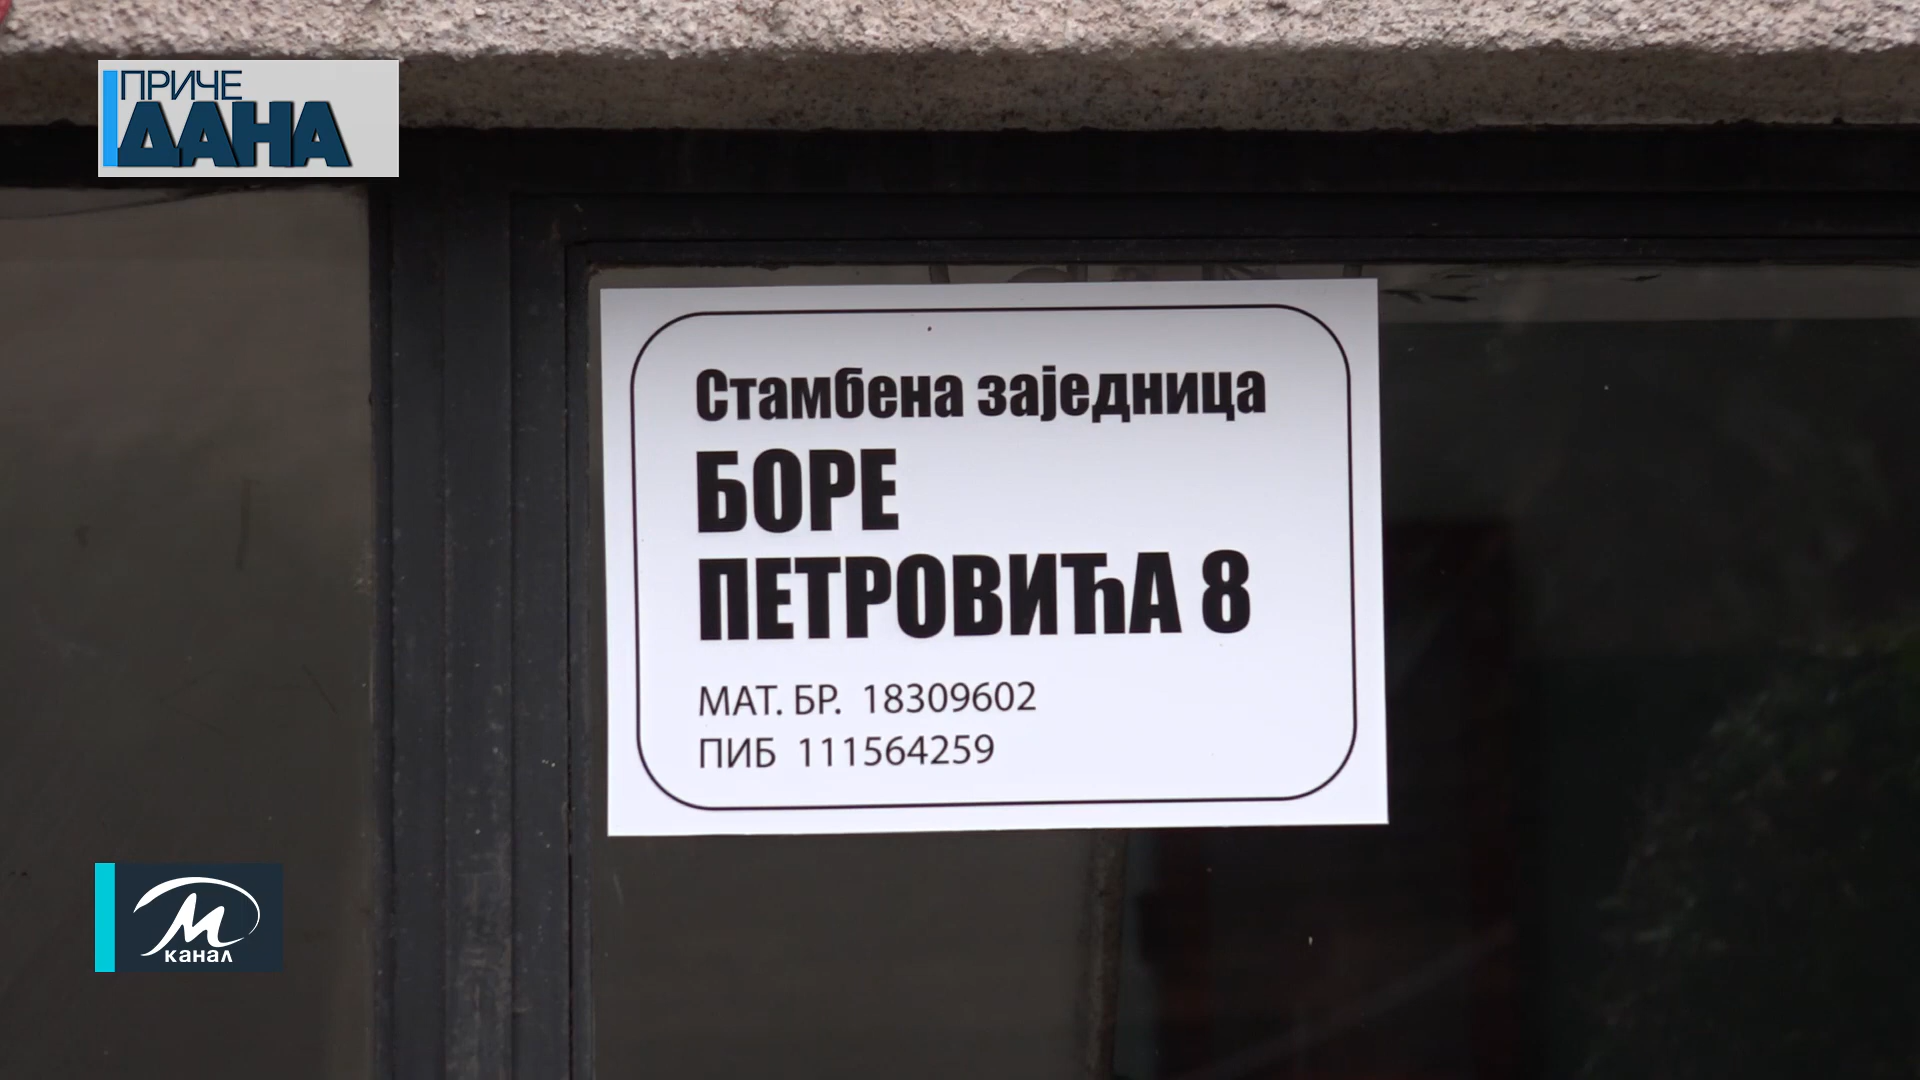 ПРИЧЕ
ДАНА
Стамбена заједница
БОРЕ
ПЕТРОВИЋА 8
МАТ. БР. 18309602
ПИБ 111564259
М
канал